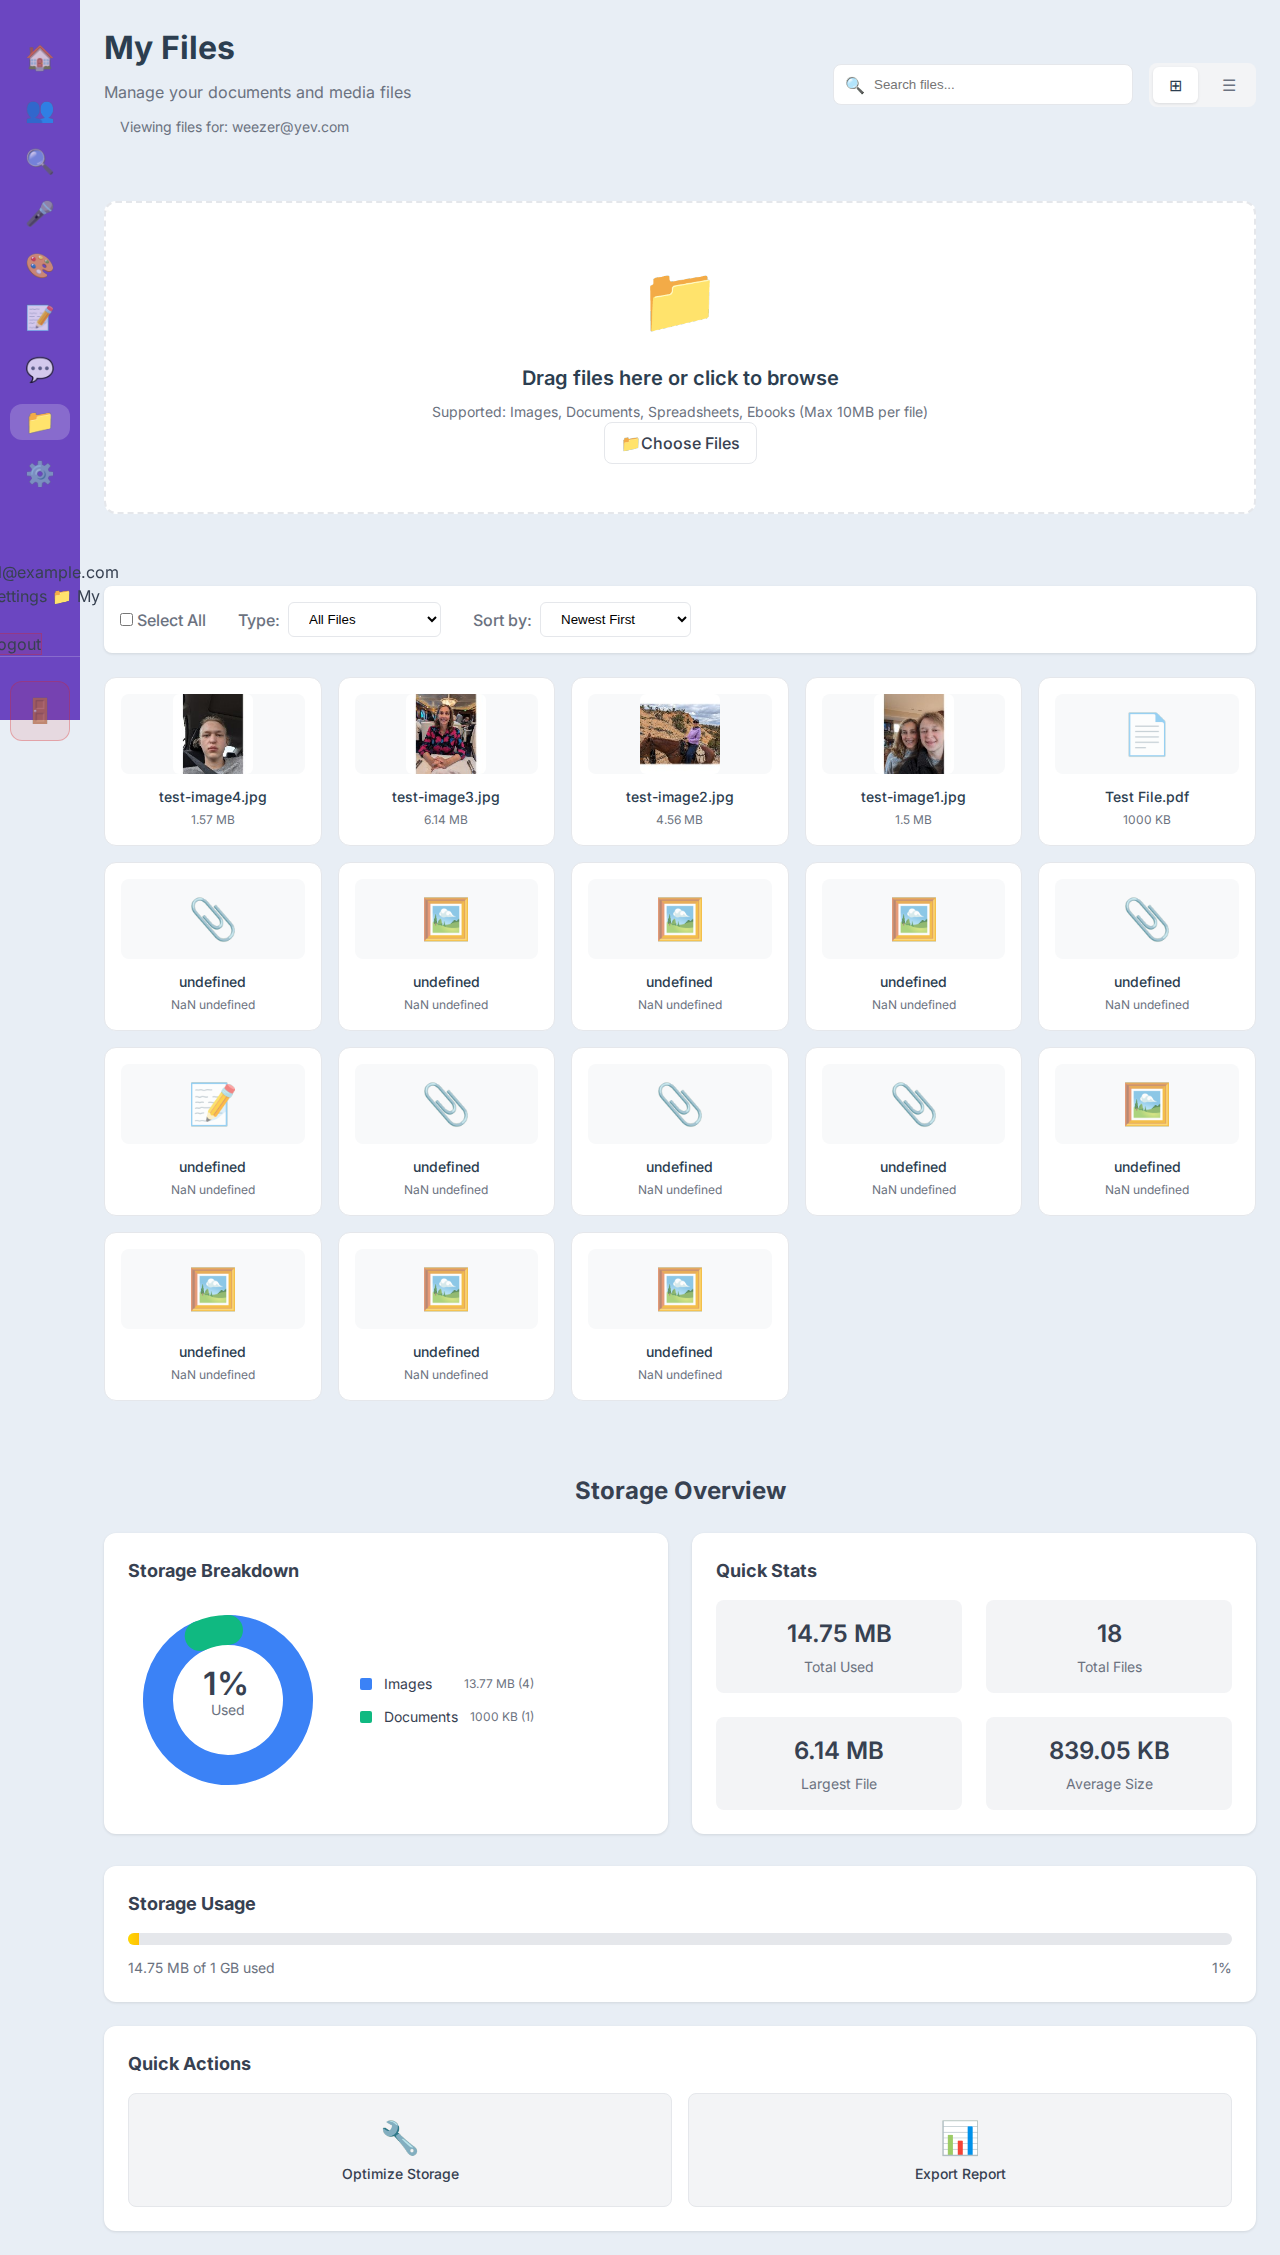 My Files
Manage your documents and media files
Viewing files for: weezer@yev.com
Search files...
Drag files here or click to browse
Supported: Images, Documents, Spreadsheets, Ebooks (Max 10MB per file)
Choose Files
@example.com
ettings My
ogout
Select All Type: All Files Sort by: Newest First
test-image4.jpg test-image3.jpg test-image2.jpg test-image1.jpg Test File.pdf
1.57 MB 6.14 MB 4.56 MB 1.5 MB 1000 KB
undefined undefined undefined undefined undefined
NaN undefined NaN undefined NaN undefined NaN undefined NaN undefined
undefined undefined undefined undefined undefined
NaN undefined NaN undefined NaN undefined NaN undefined NaN undefined
undefined undefined undefined
NaN undefined NaN undefined NaN undefined
Storage Overview
Storage Breakdown
1%
Used
Images 13.77 MB (4)
Documents 1000 KB (1)
Quick Stats
14.75 MB
Total Used
18
Total Files
6.14 MB
Largest File
839.05 KB
Average Size
Storage Usage
14.75 MB of 1 GB used 1%
Quick Actions
Optimize Storage
Export Report